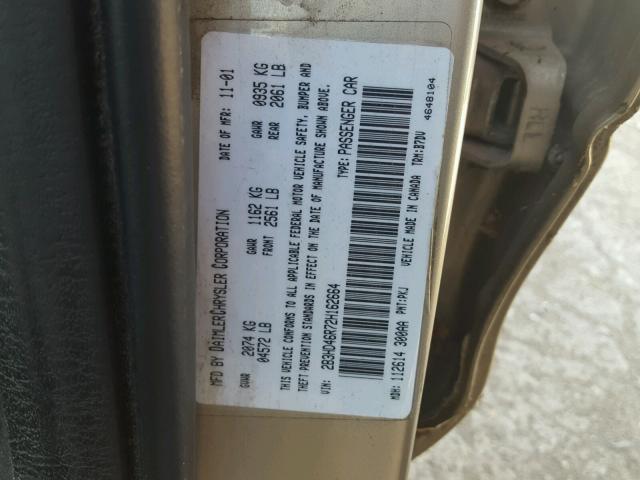 MFD BY DAIMLERCHRYSLER CORPORATION DATE OF MFR: 11-01
GVWR 2074 KG GAWR 1162 KG GAWR 0935 KG
04572 LB FRONT 2561 LB REAR 2061 LB
THIS VEHICLE CONFORMS TO ALL APPLICABLE FEDERAL MOTOR VEHICLE SAFETY, BUMPER AND
THEFT PREVENTION STANDARDS IN EFFECT ON THE DATE OF MANUFACTURE SHOWN ABOVE.
VIN: 2B3HD46R72H162664 TYPE: PASSENGER CAR
MDH: 112614 300AA PNT:PKJ VEHICLE MADE IN CANADA TRM:B7DV
4648104